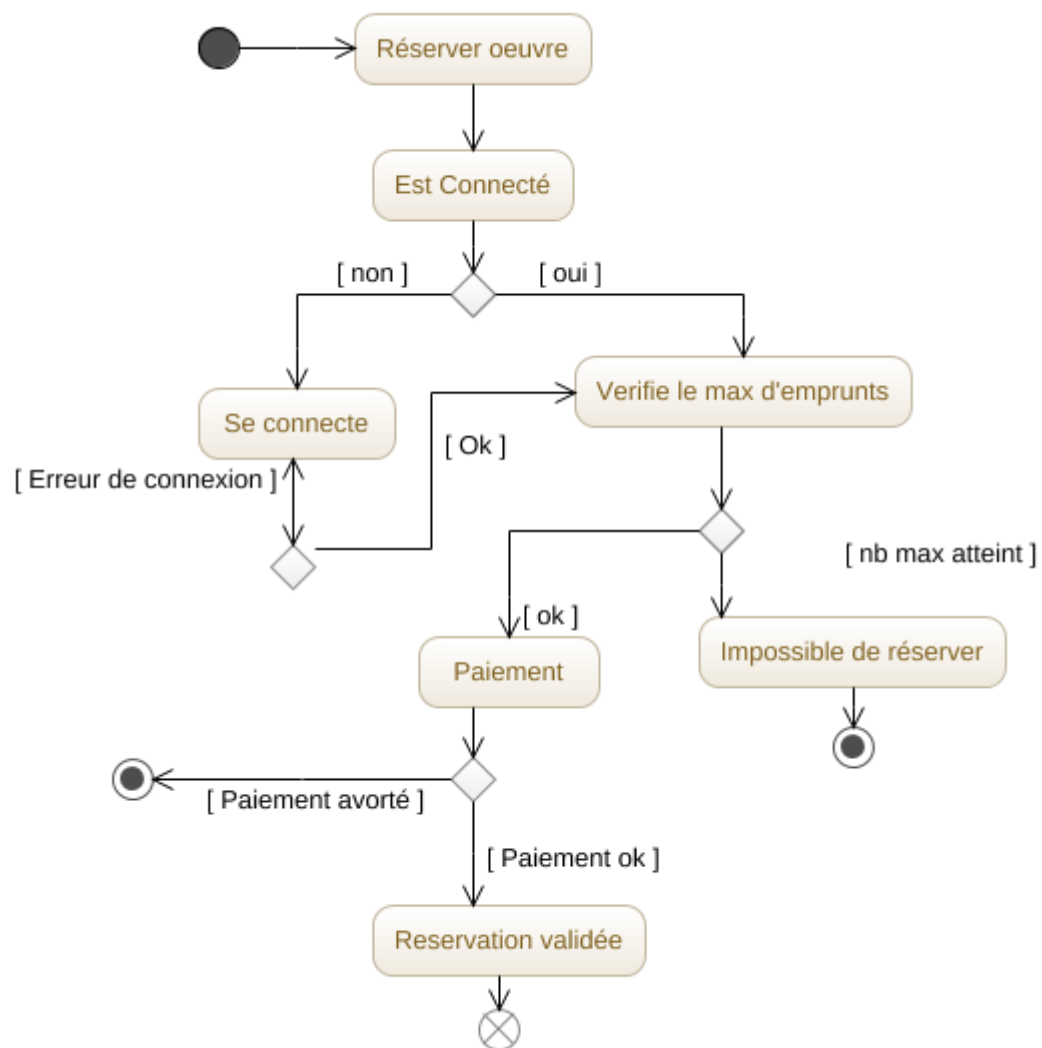 Réserver oeuvre
Est Connecté
[ non ]
[ oui ]
Verifie le max d'emprunts
Se connecte
[ Ok ]
[ Erreur de connexion ]
[ nb max atteint ]
[ ok ]
Impossible de réserver
Paiement
[ Paiement avorté ]
[ Paiement ok ]
Reservation validée